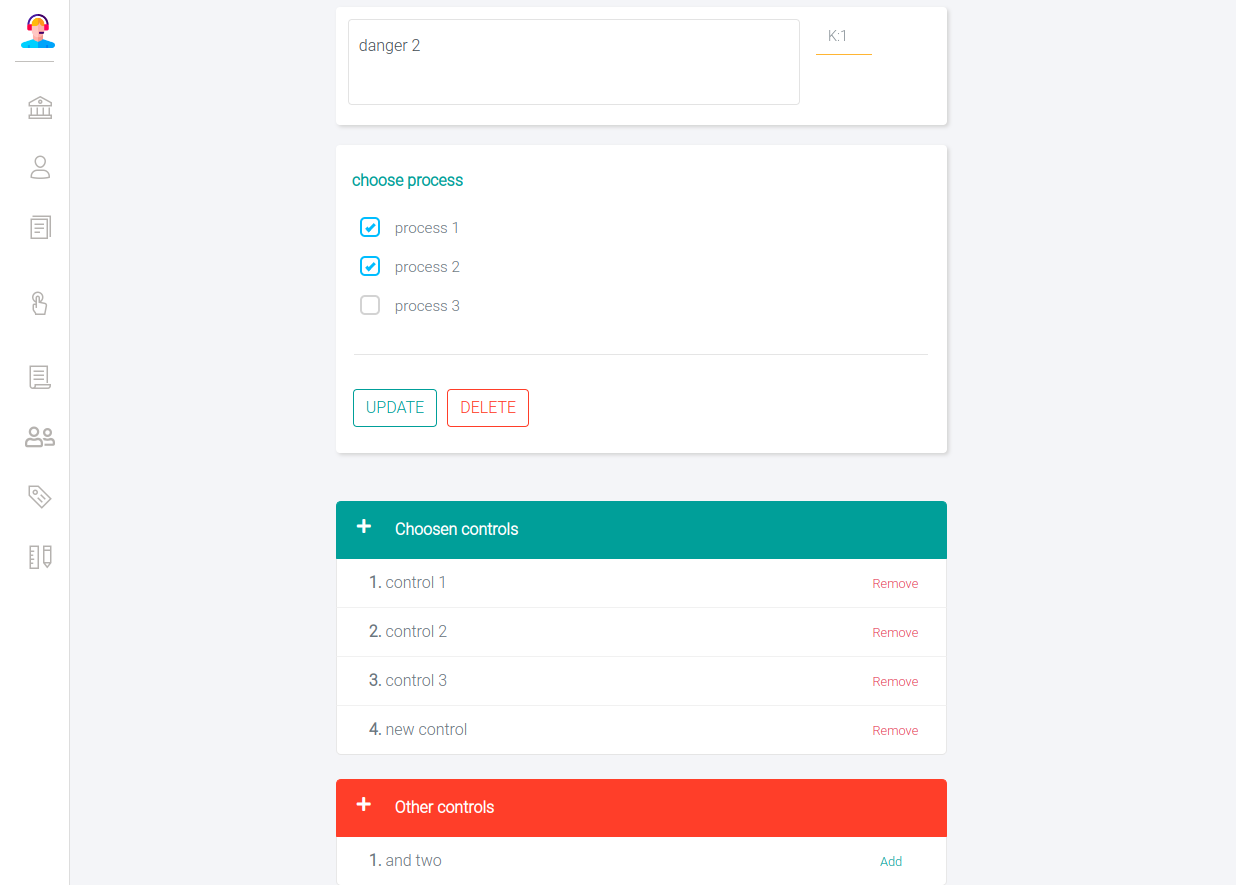 danger 2
K:1
choose process
process 1
process 2
process 3
UPDATE DELETE
Choosen controls
1. control 1 Remove
2. control 2 Remove
3. control 3 Remove
4. new control Remove
Other controls
1. and two Add